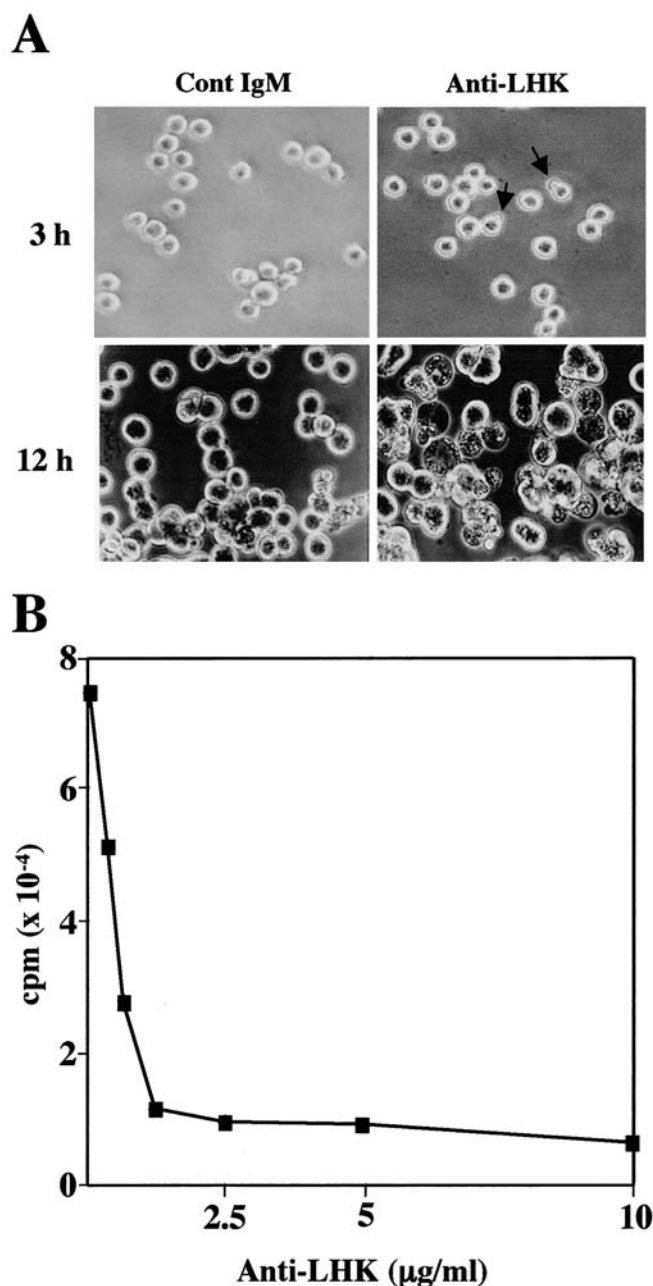 A
Cont IgM Anti-LHK
3 h
12 h
B
8
6
4
2
0
cpm (x 10⁻⁴)
2.5 5 10
Anti-LHK (µg/ml)